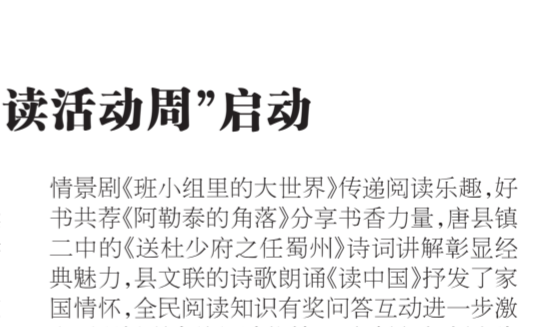 读活动周”启动
情景剧《班小组里的大世界》传递阅读乐趣,好
书共荐《阿勒泰的角落》分享书香力量,唐县镇
二中的《送杜少府之任蜀州》诗词讲解彰显经
典魅力,县文联的诗歌朗诵《读中国》抒发了家
国情怀,全民阅读知识有奖问答互动进一步激